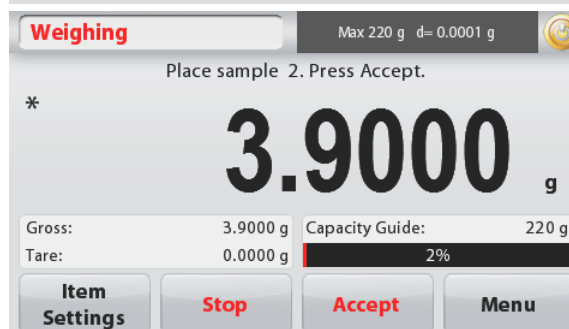 Weighing
Max 220 g d= 0.0001 g
Place sample 2. Press Accept.
*
3.9000 g
Gross: 3.9000 g Capacity Guide: 220 g
Tare: 0.0000 g 2%
Item Settings Stop Accept Menu